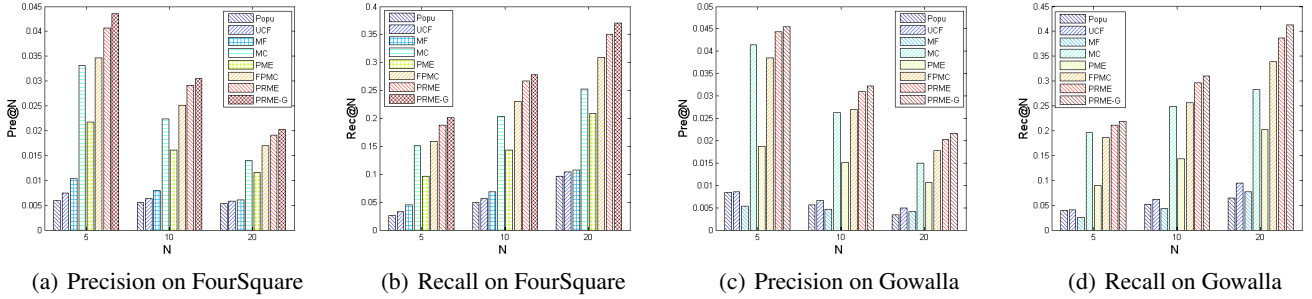 0.045
0.04
0.035
0.03
0.025
0.02
0.015
0.01
0.005
0
Pre@N
5 10 20
N
Popu
UCF
MF
MC
PME
FPMC
PRME
PRME-G
(a) Precision on FourSquare
0.4
0.35
0.3
0.25
0.2
0.15
0.1
0.05
0
Rec@N
5 10 20
N
Popu
UCF
MF
MC
PME
FPMC
PRME
PRME-G
(b) Recall on FourSquare
0.05
0.045
0.04
0.035
0.03
0.025
0.02
0.015
0.01
0.005
0
Pre@N
5 10 20
N
Popu
UCF
MF
MC
PME
FPMC
PRME
PRME-G
(c) Precision on Gowalla
0.45
0.4
0.35
0.3
0.25
0.2
0.15
0.1
0.05
0
Rec@N
5 10 20
N
Popu
UCF
MF
MC
PME
FPMC
PRME
PRME-G
(d) Recall on Gowalla